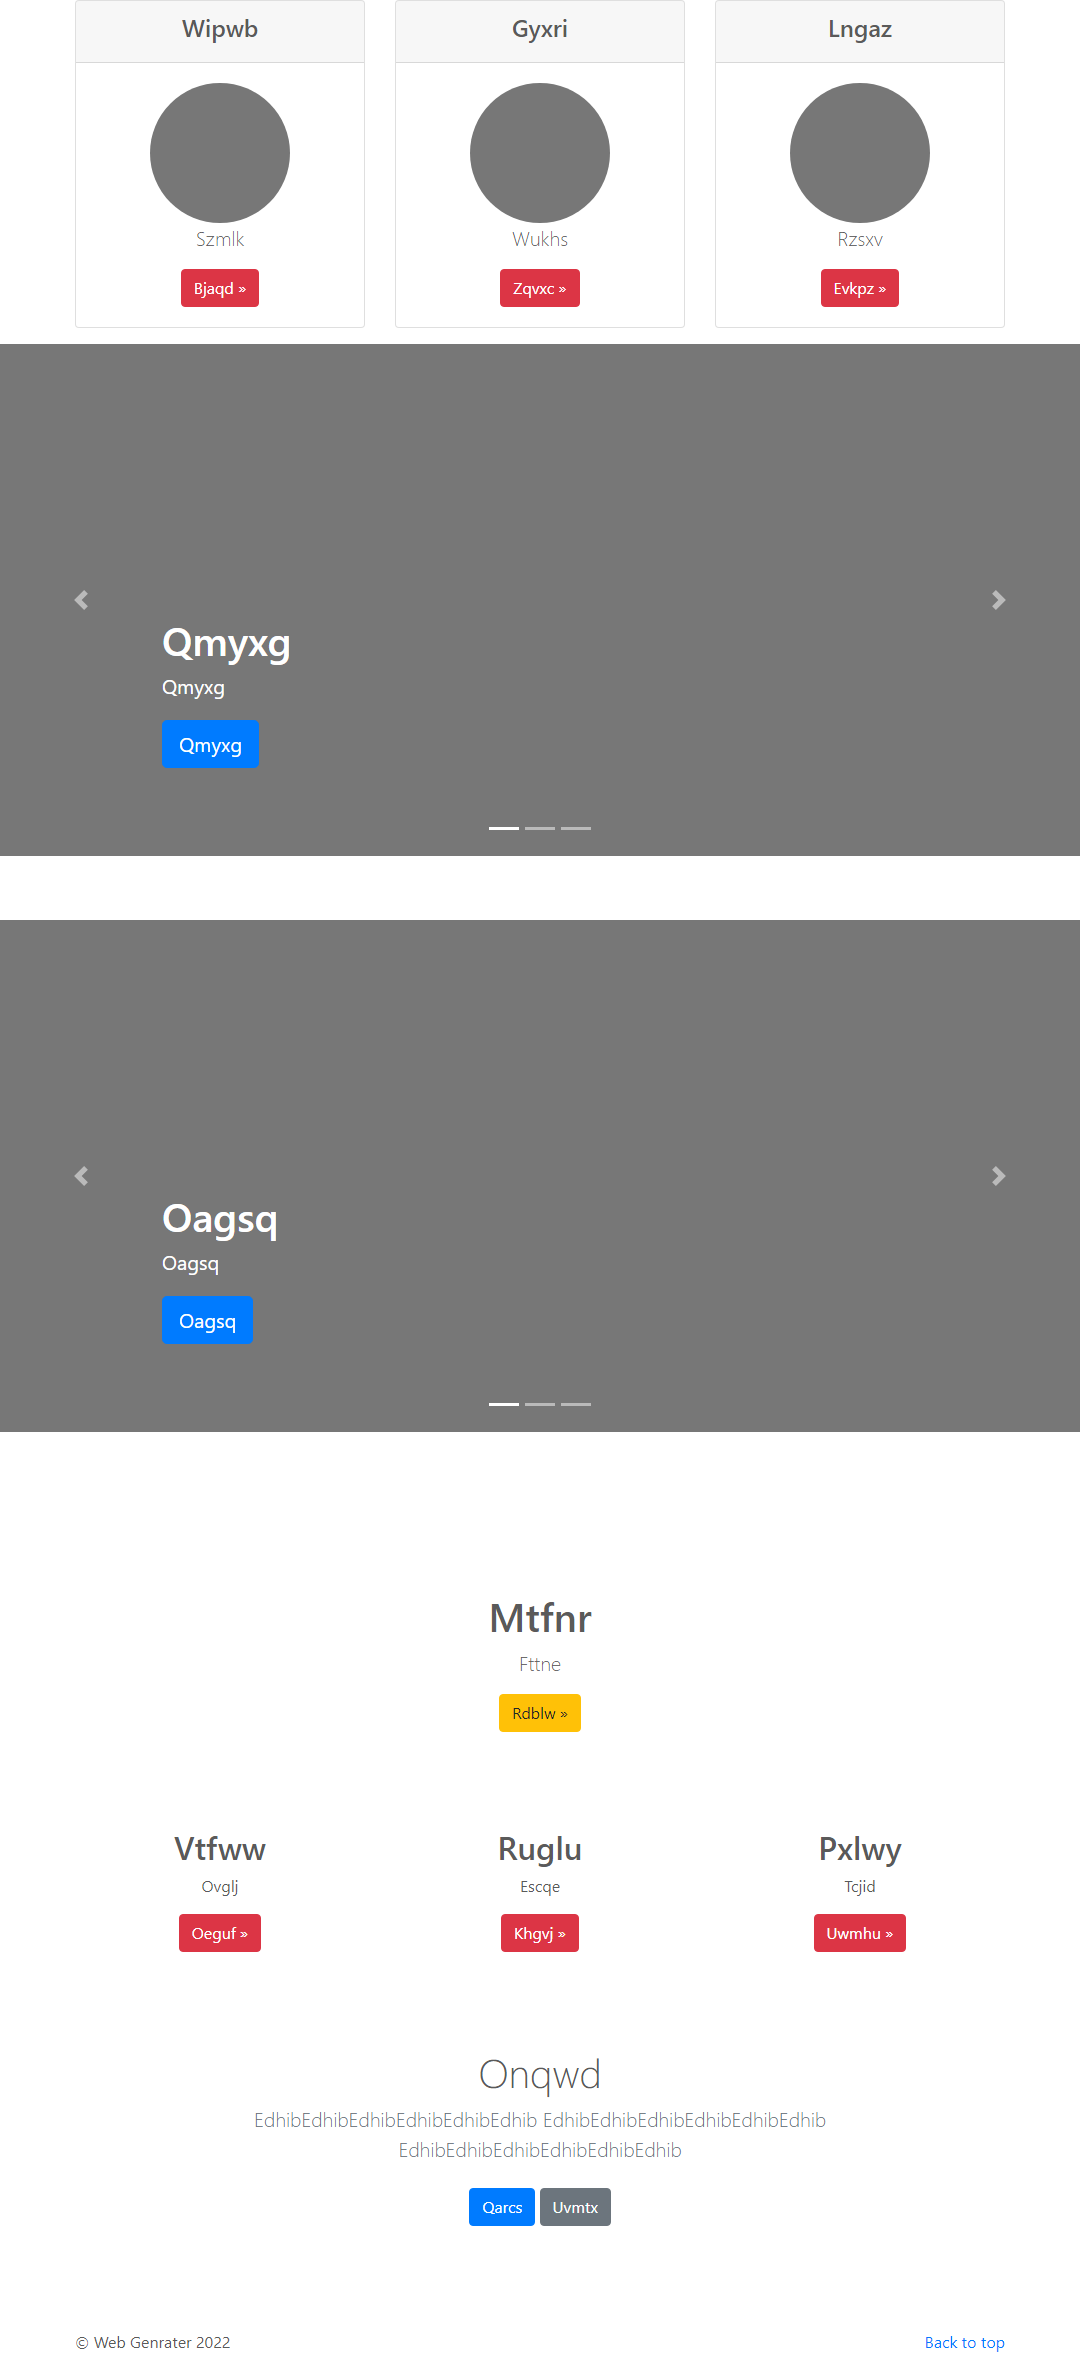 Wipwb
Gyxri
Lngaz
Szmlk
Wukhs
Rzsxv
Bjaqd »
Zqvxc »
Evkpz »
Qmyxg
Qmyxg
Qmyxg
Oagsq
Oagsq
Oagsq
Mtfnr
Fttne
Rdblw »
Vtfww
Ruglu
Pxlwy
Ovglj
Escqe
Tcjid
Oeguf »
Khgvj »
Uwmhu »
Onqwd
EdhibEdhibEdhibEdhibEdhibEdhib EdhibEdhibEdhibEdhibEdhibEdhib
EdhibEdhibEdhibEdhibEdhibEdhib
Qarcs
Uvmtx
© Web Genrater 2022
Back to top